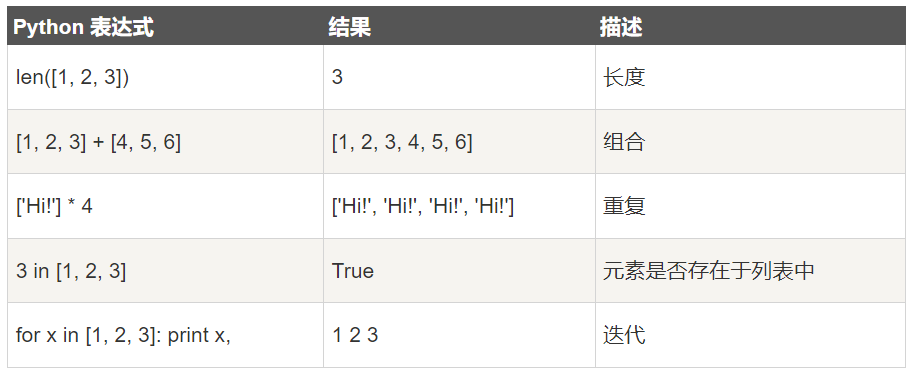 Python 表达式 结果 描述
len([1, 2, 3]) 3 长度
[1, 2, 3] + [4, 5, 6] [1, 2, 3, 4, 5, 6] 组合
['Hi!'] * 4 ['Hi!', 'Hi!', 'Hi!', 'Hi!'] 重复
3 in [1, 2, 3] True 元素是否存在于列表中
for x in [1, 2, 3]: print x, 1 2 3 迭代